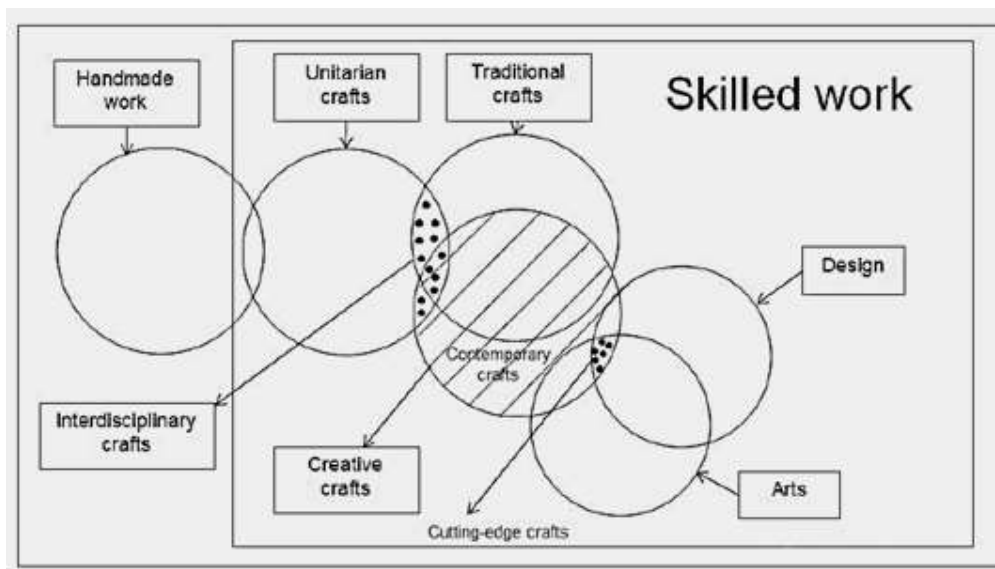 Handmade
work
Unitarian
crafts
Traditional
crafts
Skilled work
Design
Contemporary
crafts
Interdisciplinary
crafts
Creative
crafts
Arts
Cutting-edge crafts